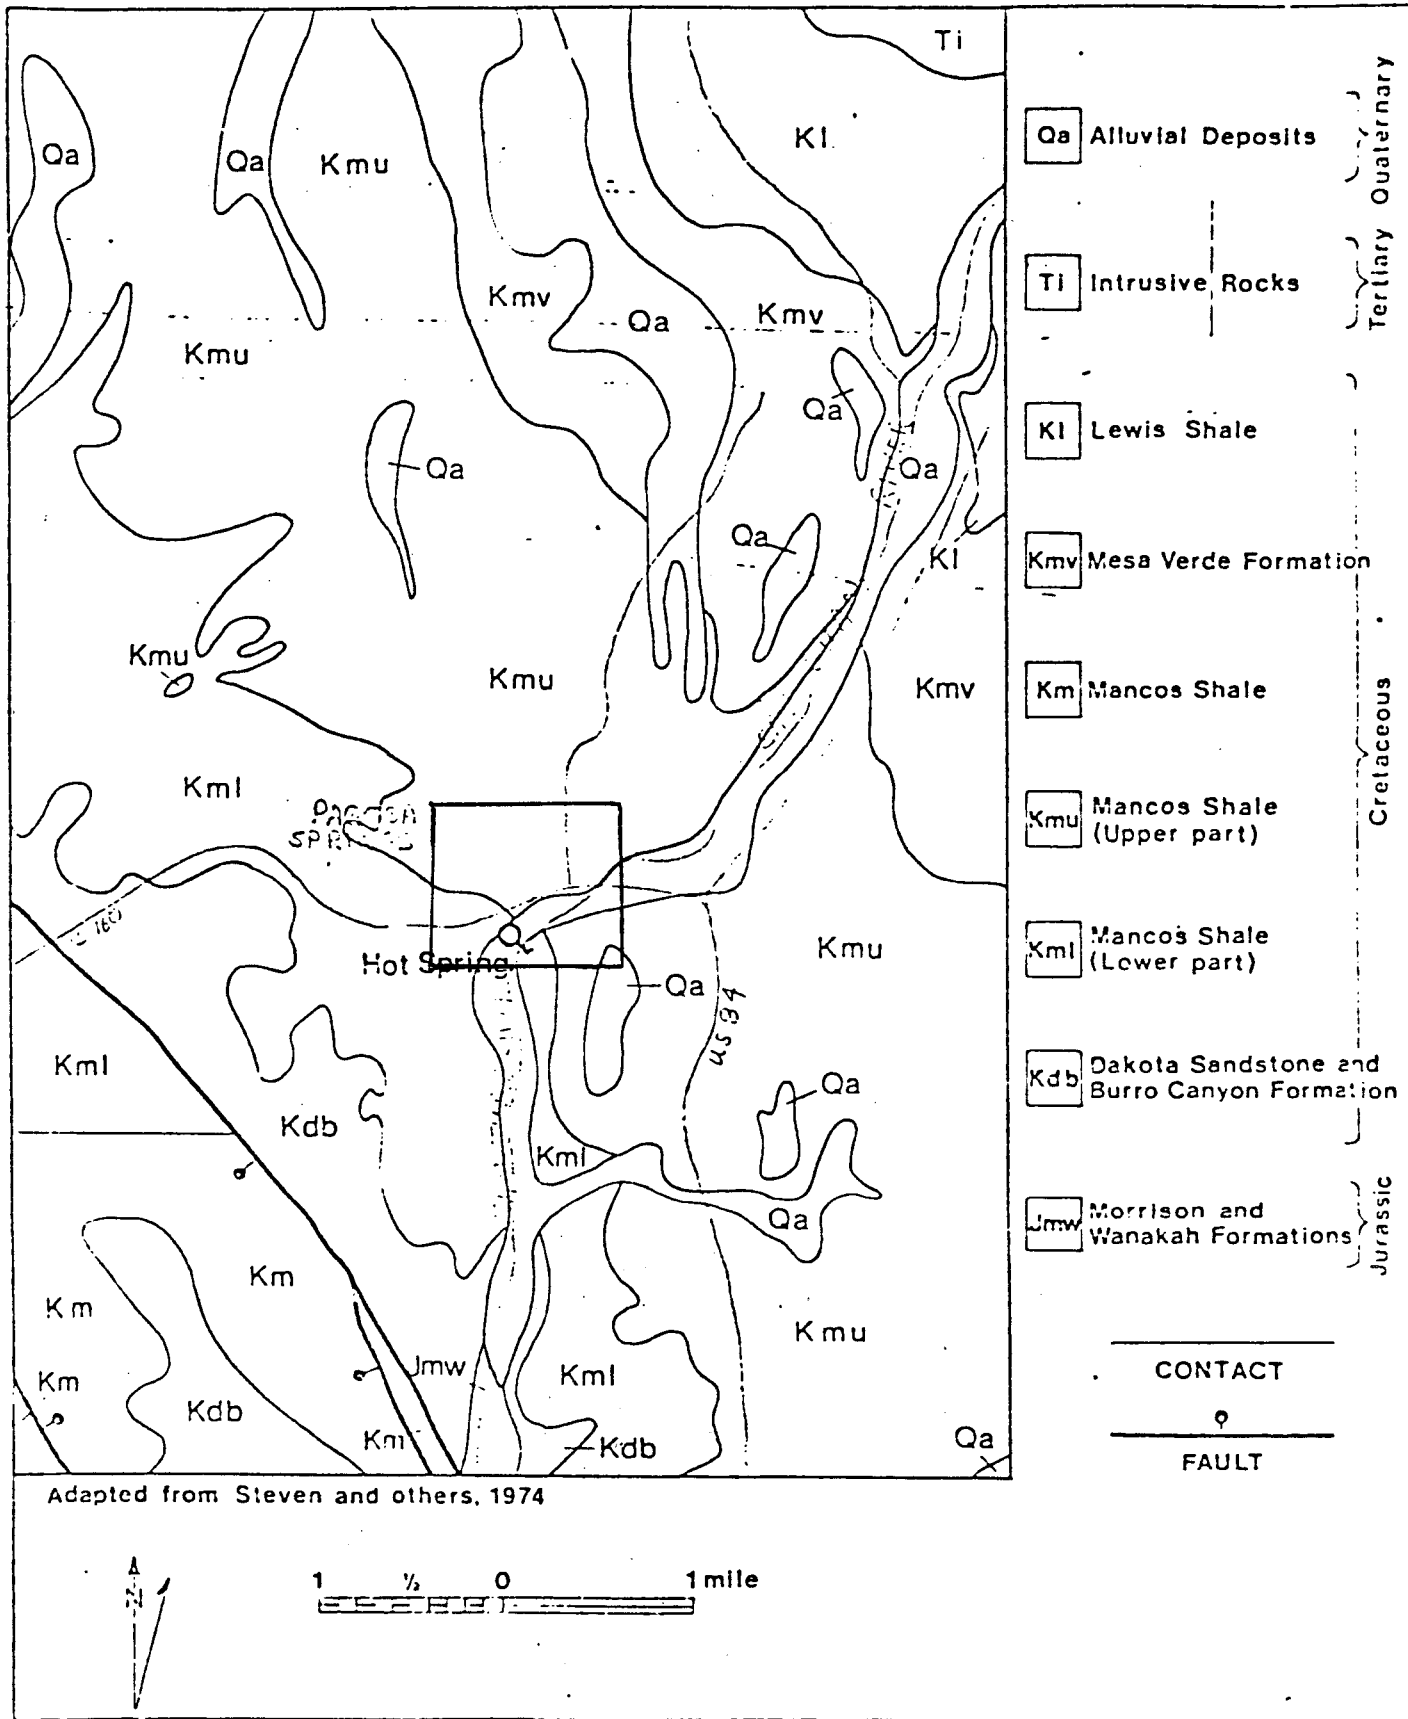 Ti
Kl
Qa
Qa
Kmu
Kmv
Qa
Kmv
Kmu
Qa
Qa
Qa
Qa
Kl
Kmu
Kmu
Kmv
Kml
PAGOSA
SPRINGS
160
Hot Spring
Kmu
Qa
US 84
Kml
Qa
Kdb
Kml
Qa
Km
Km
Kmu
Jmw
Km
Kml
Kdb
Km
Kdb
Qa
Qa Alluvial Deposits
Quaternary
Ti Intrusive Rocks
Tertiary
Kl Lewis Shale
Kmv Mesa Verde Formation
Km Mancos Shale
Kmu Mancos Shale
(Upper part)
Kml Mancos Shale
(Lower part)
Kdb Dakota Sandstone and
Burro Canyon Formation
Cretaceous
Jmw Morrison and
Wanakah Formations
Jurassic
CONTACT
FAULT
Adapted from Steven and others, 1974
N
1 ½ 0 1 mile